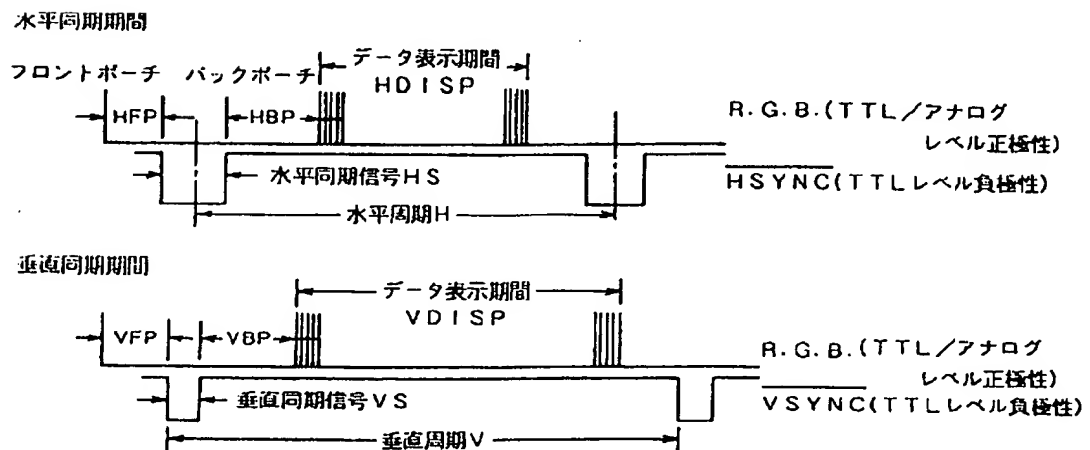 水平同期期間
データ表示期間
フロントポーチ バックポーチ
HDISP
HFP
HBP
R.G.B.(TTL/アナログ
レベル正極性)
水平同期信号HS
HSYNC(TTLレベル負極性)
水平周期H
垂直同期期間
データ表示期間
VDISP
VFP
VBP
R.G.B.(TTL/アナログ
レベル正極性)
垂直同期信号VS
VSYNC(TTLレベル負極性)
垂直周期V